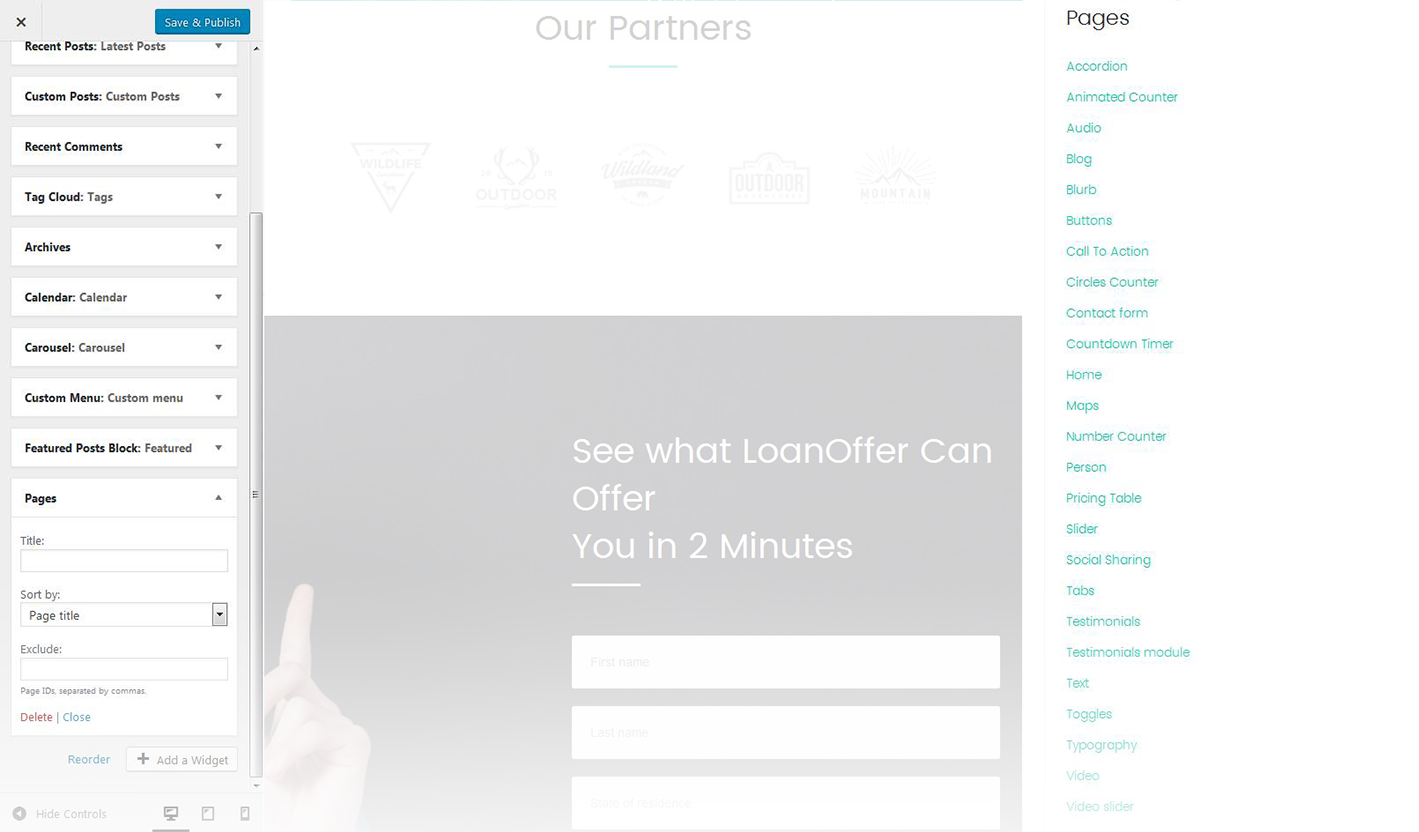 Save & Publish
Recent Posts: Latest Posts
Custom Posts: Custom Posts
Recent Comments
Tag Cloud: Tags
Archives
Calendar: Calendar
Carousel: Carousel
Custom Menu: Custom menu
Featured Posts Block: Featured
Pages
Title:
Sort by:
Page title
Exclude:
Page IDs, separated by commas.
Delete | Close
Reorder
Add a Widget
Hide Controls
Our Partners
WILDLIFE
OUTDOOR
Wildland
OUTDOOR
MOUNTAIN
See what LoanOffer Can
Offer
You in 2 Minutes
First name
Last name
State of residence
Pages
Accordion
Animated Counter
Audio
Blog
Blurb
Buttons
Call To Action
Circles Counter
Contact form
Countdown Timer
Home
Maps
Number Counter
Person
Pricing Table
Slider
Social Sharing
Tabs
Testimonials
Testimonials module
Text
Toggles
Typography
Video
Video slider